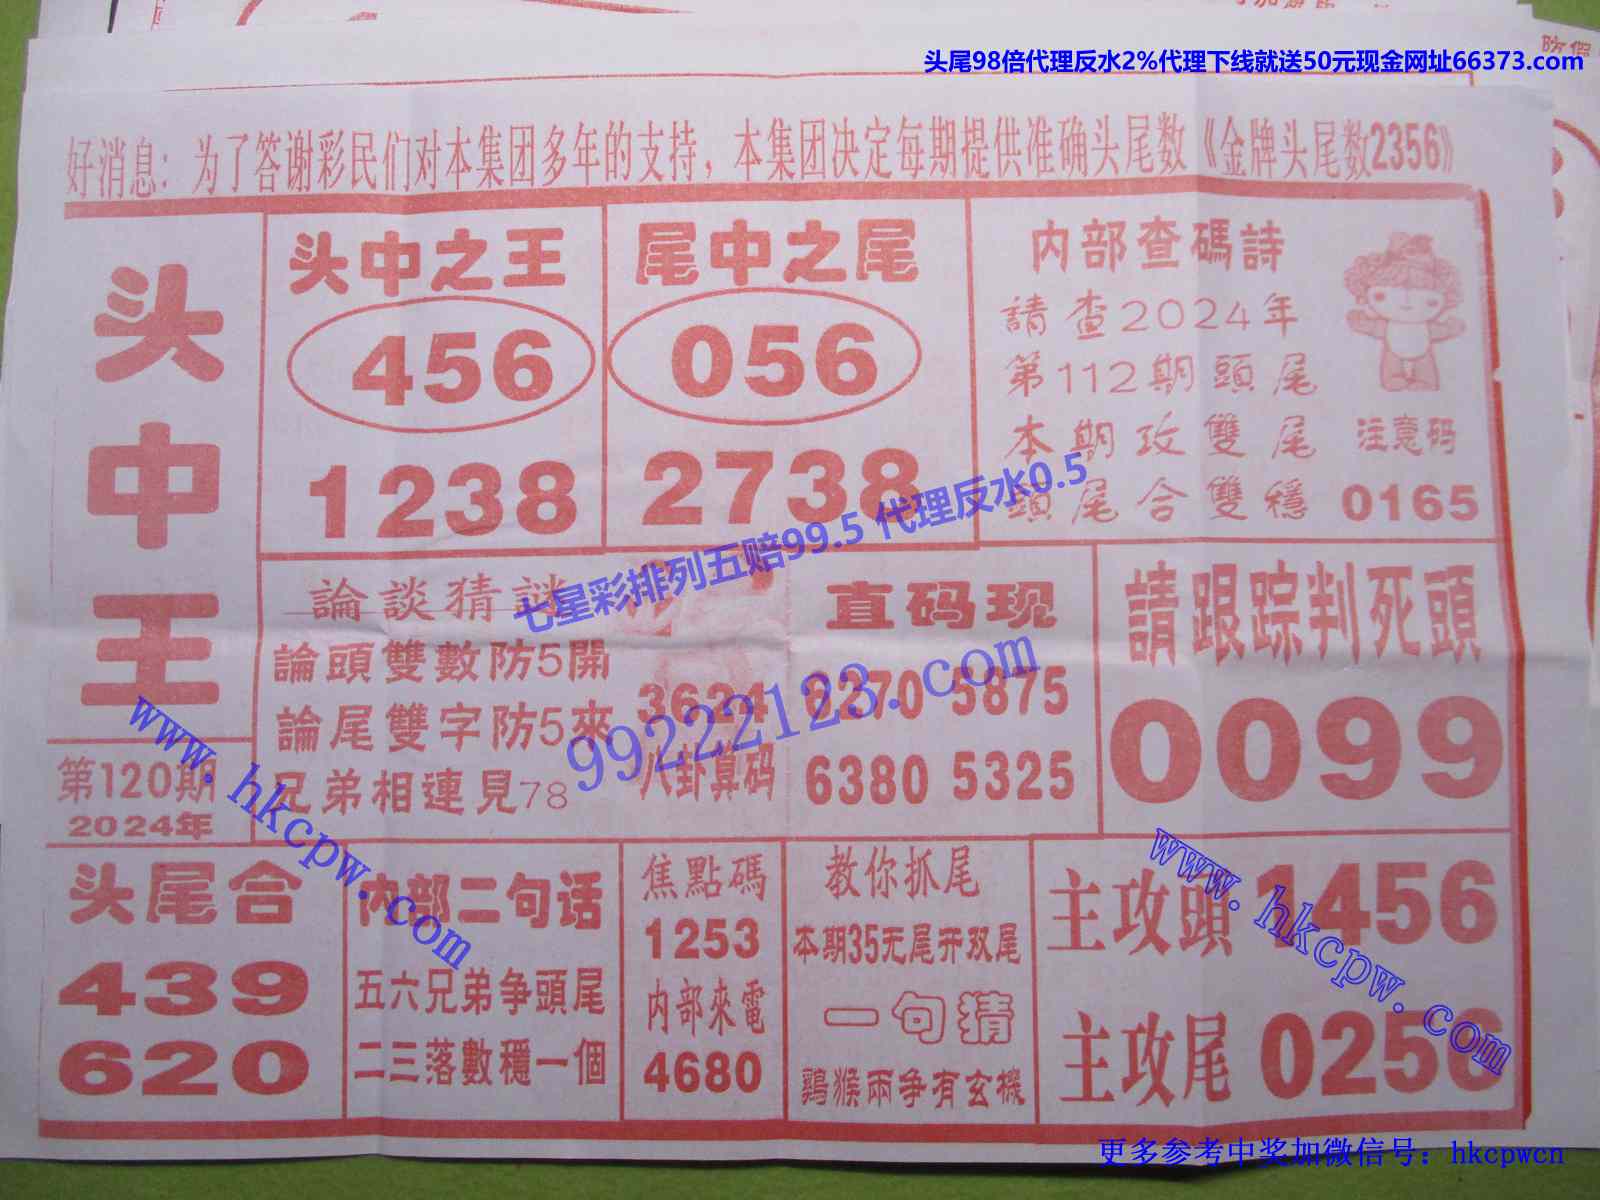 头尾98倍代理反水2%代理下线就送50元现金网址66373.com
好消息：为了答谢彩民们对本集团多年的支持，本集团决定每期提供准确头尾数《金牌头尾数2356》
头中王
第120期
2024年
头中之王
456
1238
尾中之尾
056
2738
内部查碼詩
請查2024年
第112期頭尾
本期攻雙尾
頭尾合雙穩
注意码
0165
七星彩排列五赔99.5 代理反水0.5
99222123.com
論談猜謎
論頭雙數防5開
論尾雙字防5來
兄弟相連見78
3624
八卦算码
直码现
6270 5875
6380 5325
請跟踪判死頭
0099
www.hkcpw.com
头尾合
439
620
内部二句话
五六兄弟争頭尾
二三落數穩一個
焦點碼
1253
内部來電
4680
教你抓尾
本期35无尾开双尾
一句猜
鷄猴兩争有玄機
主攻頭 1456
主攻尾 0256
www.hkcpw.com
更多参考中奖加微信号：hkcpwcn